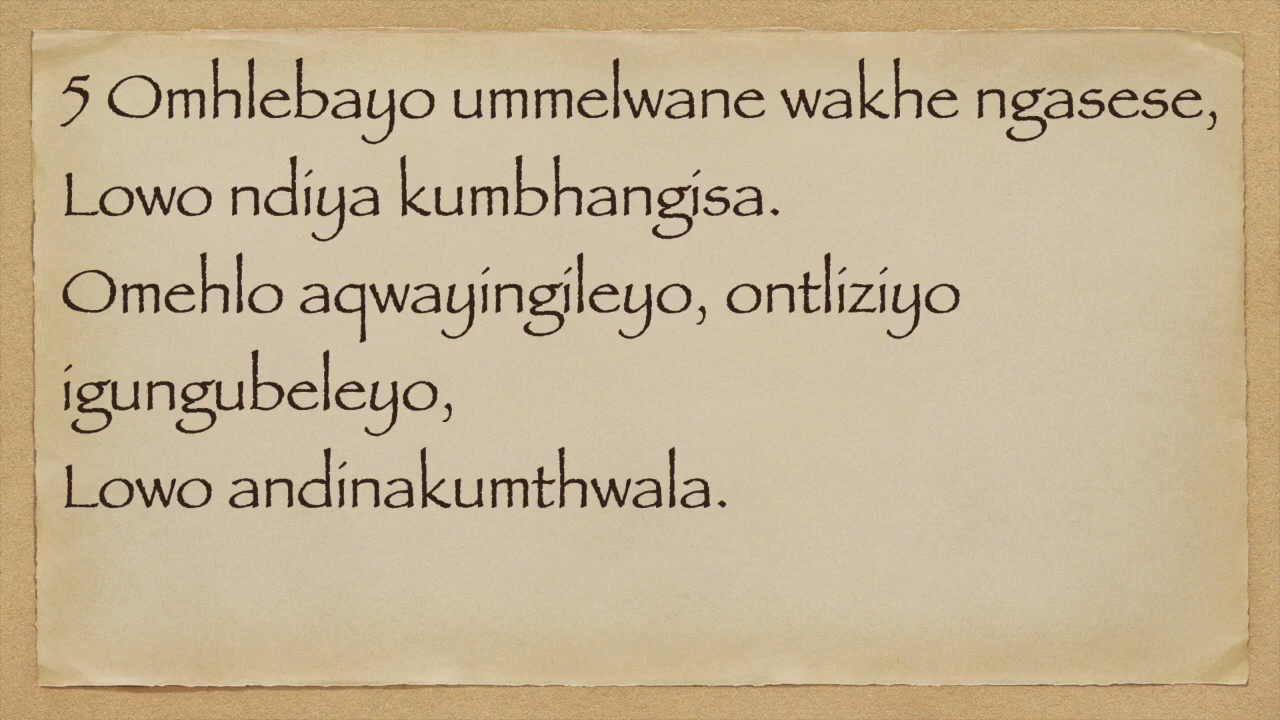 5 Omhlebayo ummelwane wakhe ngasese,
Lowo ndiya kumbhangisa.
Omehlo aqwayingileyo, ontliziyo
igungubeleyo,
Lowo andinakumthwala.